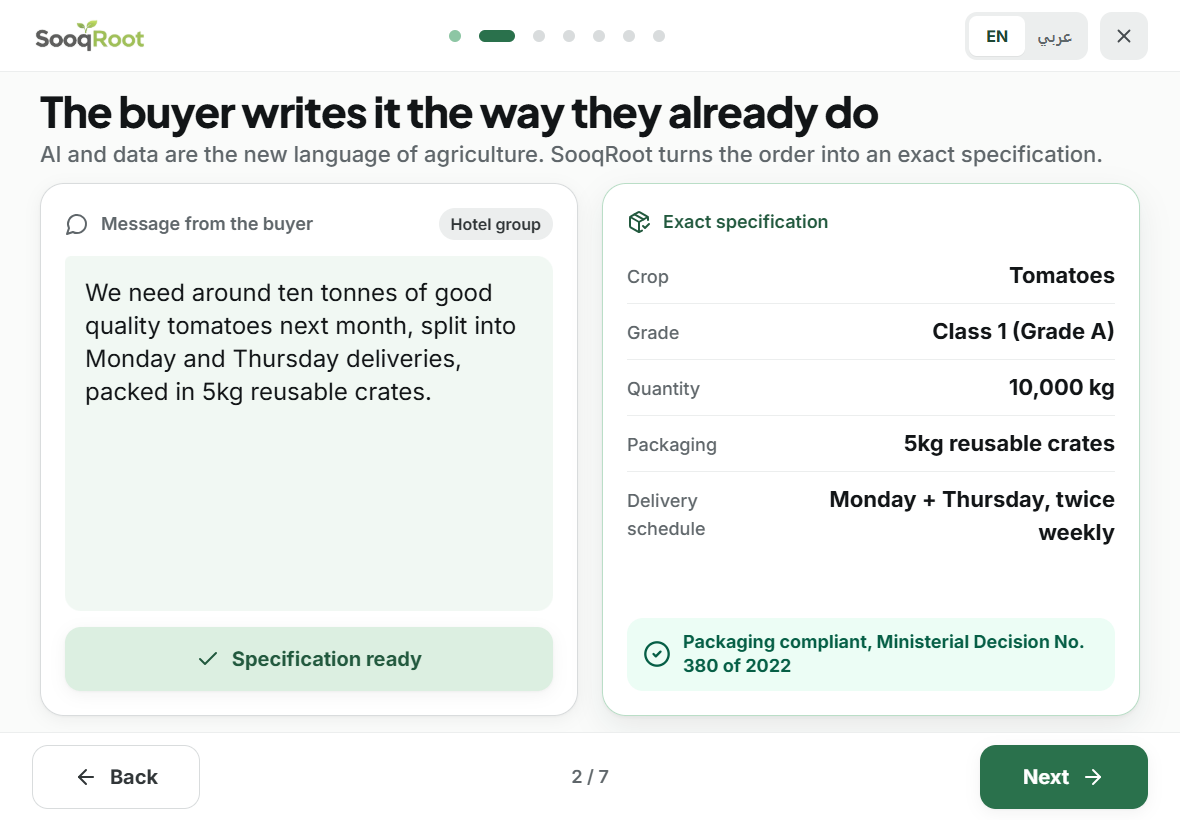 SooqRoot
EN
عربي
The buyer writes it the way they already do
AI and data are the new language of agriculture. SooqRoot turns the order into an exact specification.
Message from the buyer
Hotel group
We need around ten tonnes of good
quality tomatoes next month, split into
Monday and Thursday deliveries,
packed in 5kg reusable crates.
Specification ready
Exact specification
Crop
Tomatoes
Grade
Class 1 (Grade A)
Quantity
10,000 kg
Packaging
5kg reusable crates
Delivery
schedule
Monday + Thursday, twice
weekly
Packaging compliant, Ministerial Decision No.
380 of 2022
Back
2 / 7
Next